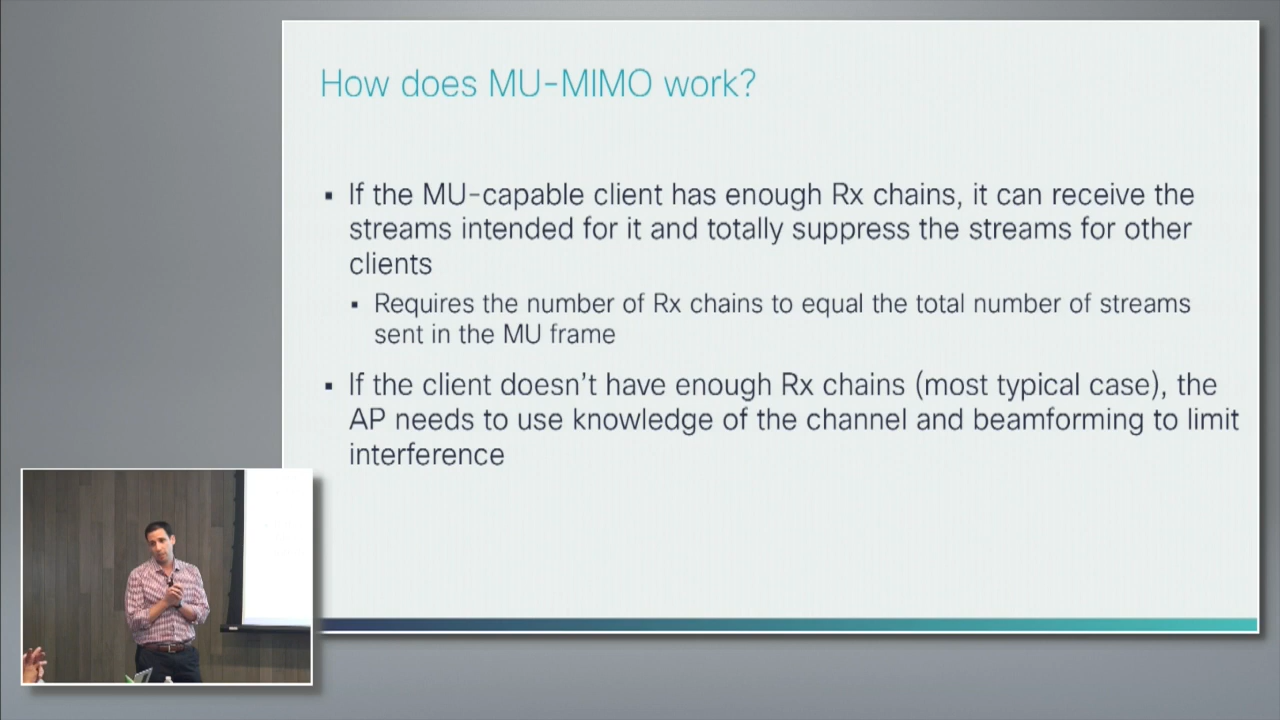 How does MU-MIMO work?
▪ If the MU-capable client has enough Rx chains, it can receive the
streams intended for it and totally suppress the streams for other
clients
▪ Requires the number of Rx chains to equal the total number of streams
sent in the MU frame
▪ If the client doesn't have enough Rx chains (most typical case), the
AP needs to use knowledge of the channel and beamforming to limit
interference